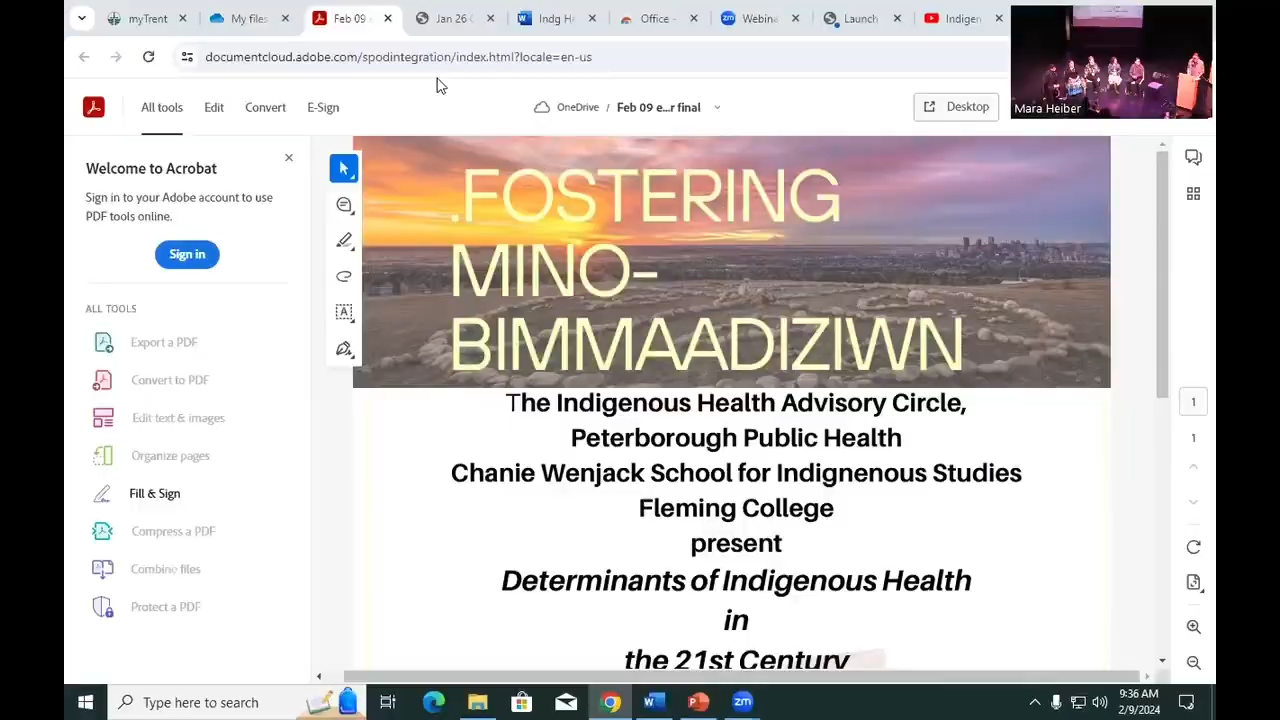 myTrent
My files
Feb 09
Jan 26
Indg H
Office -
Webina
Launch
Indigen
documentcloud.adobe.com/spodintegration/index.html?locale=en-us
All tools
Edit
Convert
E-Sign
OneDrive / Feb 09 e...r final
Desktop
Mara Heiber
Welcome to Acrobat
Sign in to your Adobe account to use
PDF tools online.
Sign in
ALL TOOLS
Export a PDF
Convert to PDF
Edit text & images
Organize pages
Fill & Sign
Compress a PDF
Combine files
Protect a PDF
.FOSTERING
MINO-
BIMMAADIZIWN
The Indigenous Health Advisory Circle,
Peterborough Public Health
Chanie Wenjack School for Indignenous Studies
Fleming College
present
Determinants of Indigenous Health
in
the 21st Century
1
1
Type here to search
9:36 AM
2/9/2024